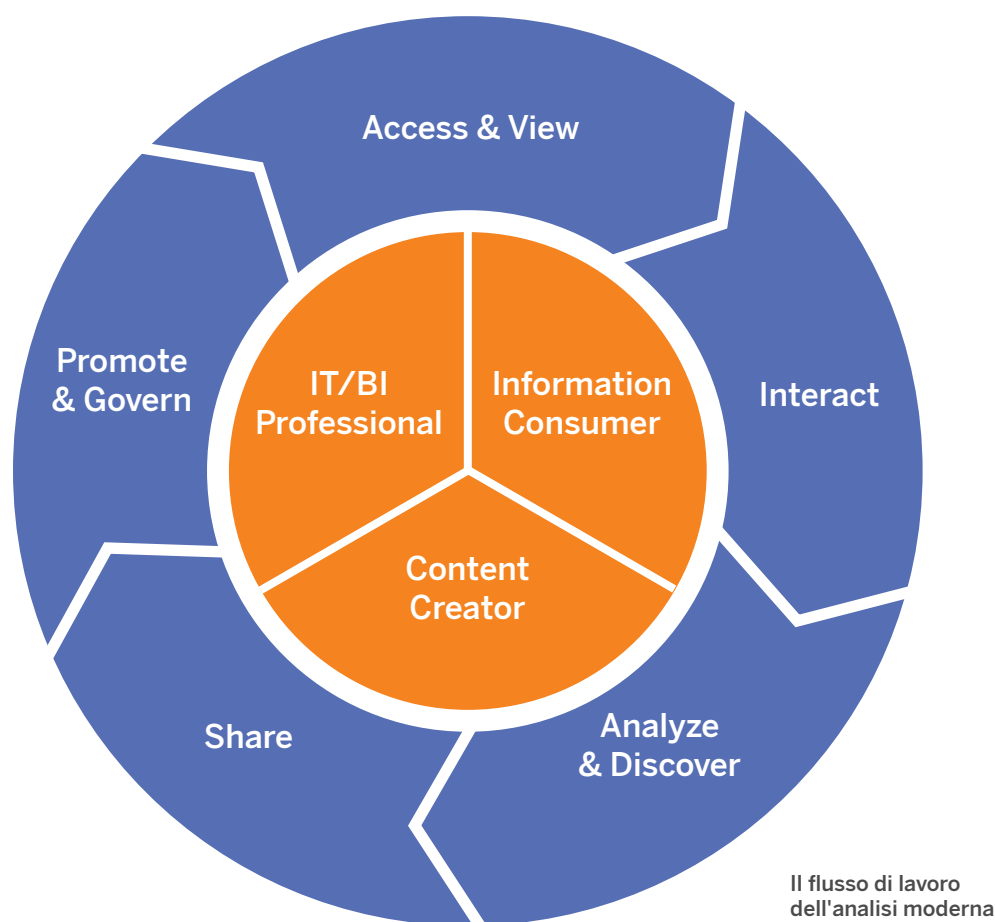 Access & View
Interact
Analyze
& Discover
Share
Promote
& Govern
IT/BI
Professional
Information
Consumer
Content
Creator
Il flusso di lavoro
dell'analisi moderna